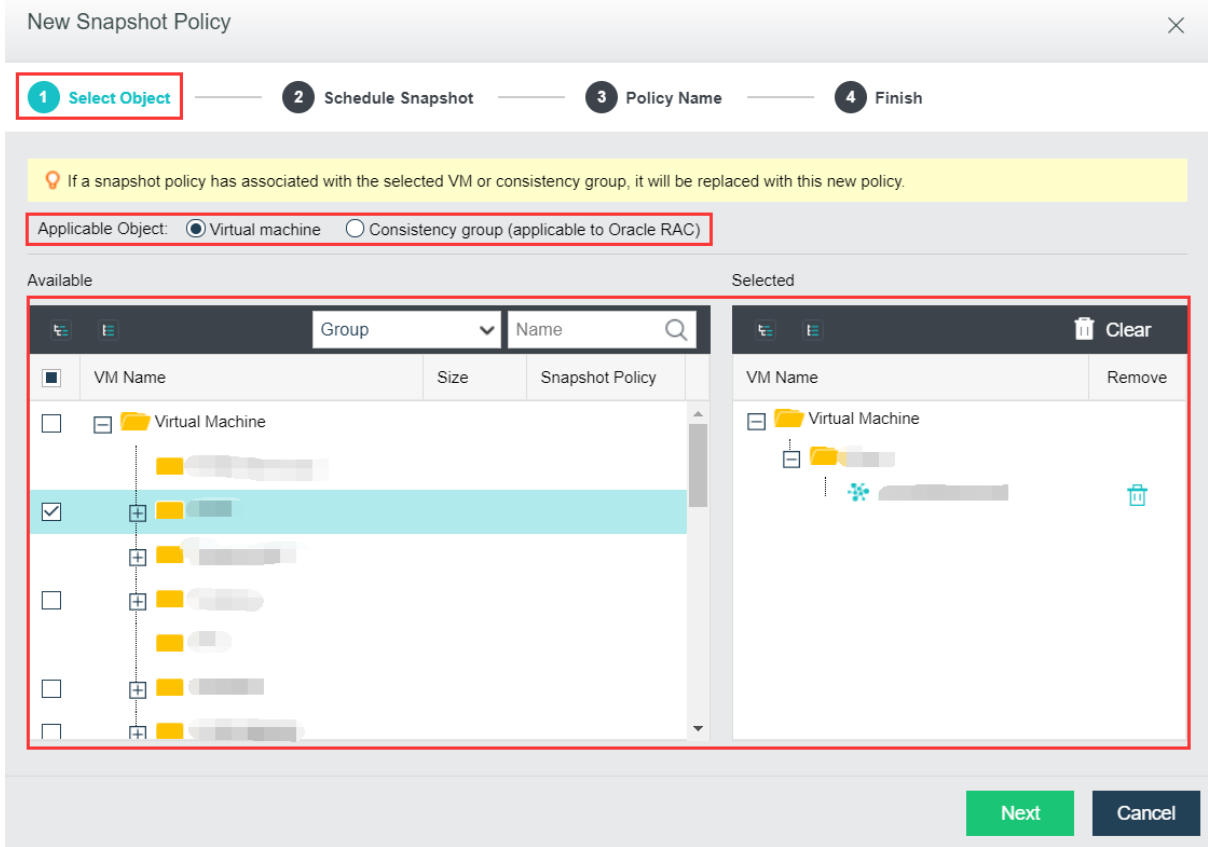 New Snapshot Policy
1 Select Object 2 Schedule Snapshot 3 Policy Name 4 Finish
If a snapshot policy has associated with the selected VM or consistency group, it will be replaced with this new policy.
Applicable Object: Virtual machine Consistency group (applicable to Oracle RAC)
Available Selected
Group Name Clear
VM Name Size Snapshot Policy VM Name Remove
Virtual Machine Virtual Machine
Next Cancel